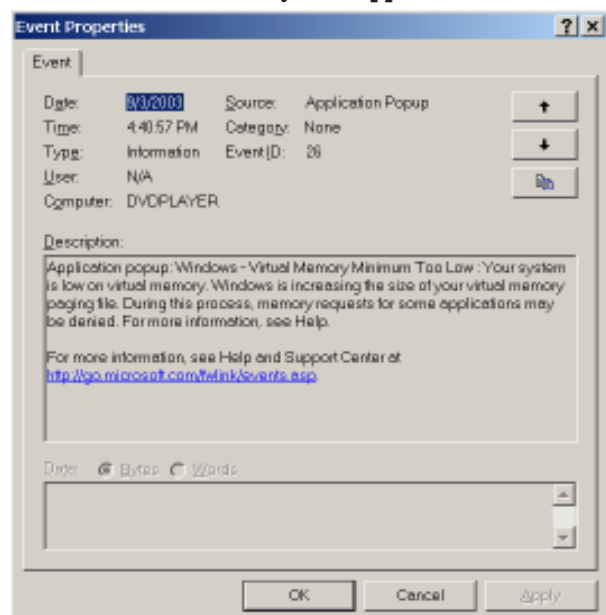 Event Properties
Event
Date: 8/3/2003 Source: Application Popup
Time: 4:40:57 PM Category: None
Type: Information Event ID: 26
User: N/A
Computer: DVDPLAYER
Description:
Application popup: Windows - Virtual Memory Minimum Too Low : Your system
is low on virtual memory. Windows is increasing the size of your virtual memory
paging file. During this process, memory requests for some applications may
be denied. For more information, see Help.
For more information, see Help and Support Center at
http://go.microsoft.com/fwlink/events.asp.
Data: Bytes Words
OK Cancel Apply